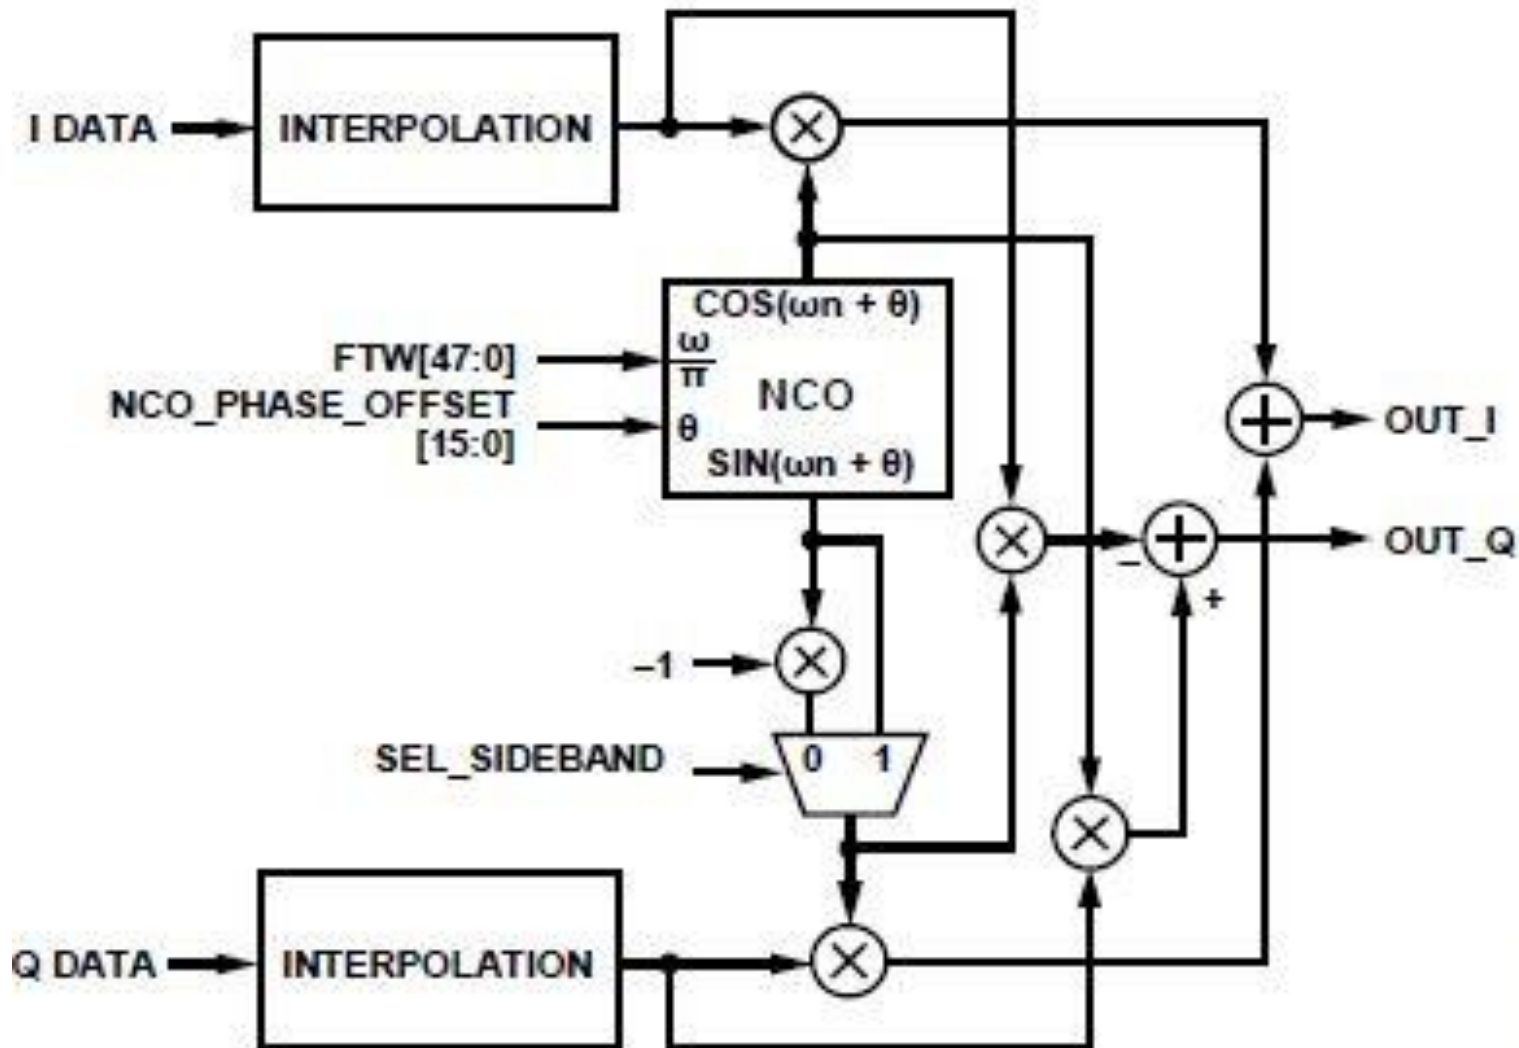 I DATA
INTERPOLATION
COS(ωn + θ)
FTW[47:0]
ω
π
NCO
NCO_PHASE_OFFSET
[15:0]
θ
SIN(ωn + θ)
OUT_I
OUT_Q
–
+
–1
SEL_SIDEBAND
0 1
Q DATA
INTERPOLATION